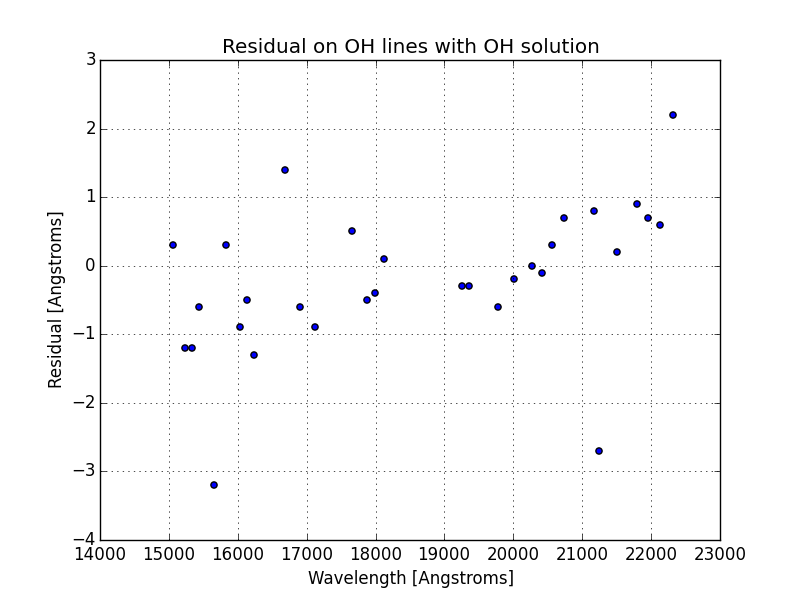 Residual on OH lines with OH solution
3
2
1
0
−1
−2
−3
−4
Residual [Angstroms]
14000 15000 16000 17000 18000 19000 20000 21000 22000 23000
Wavelength [Angstroms]